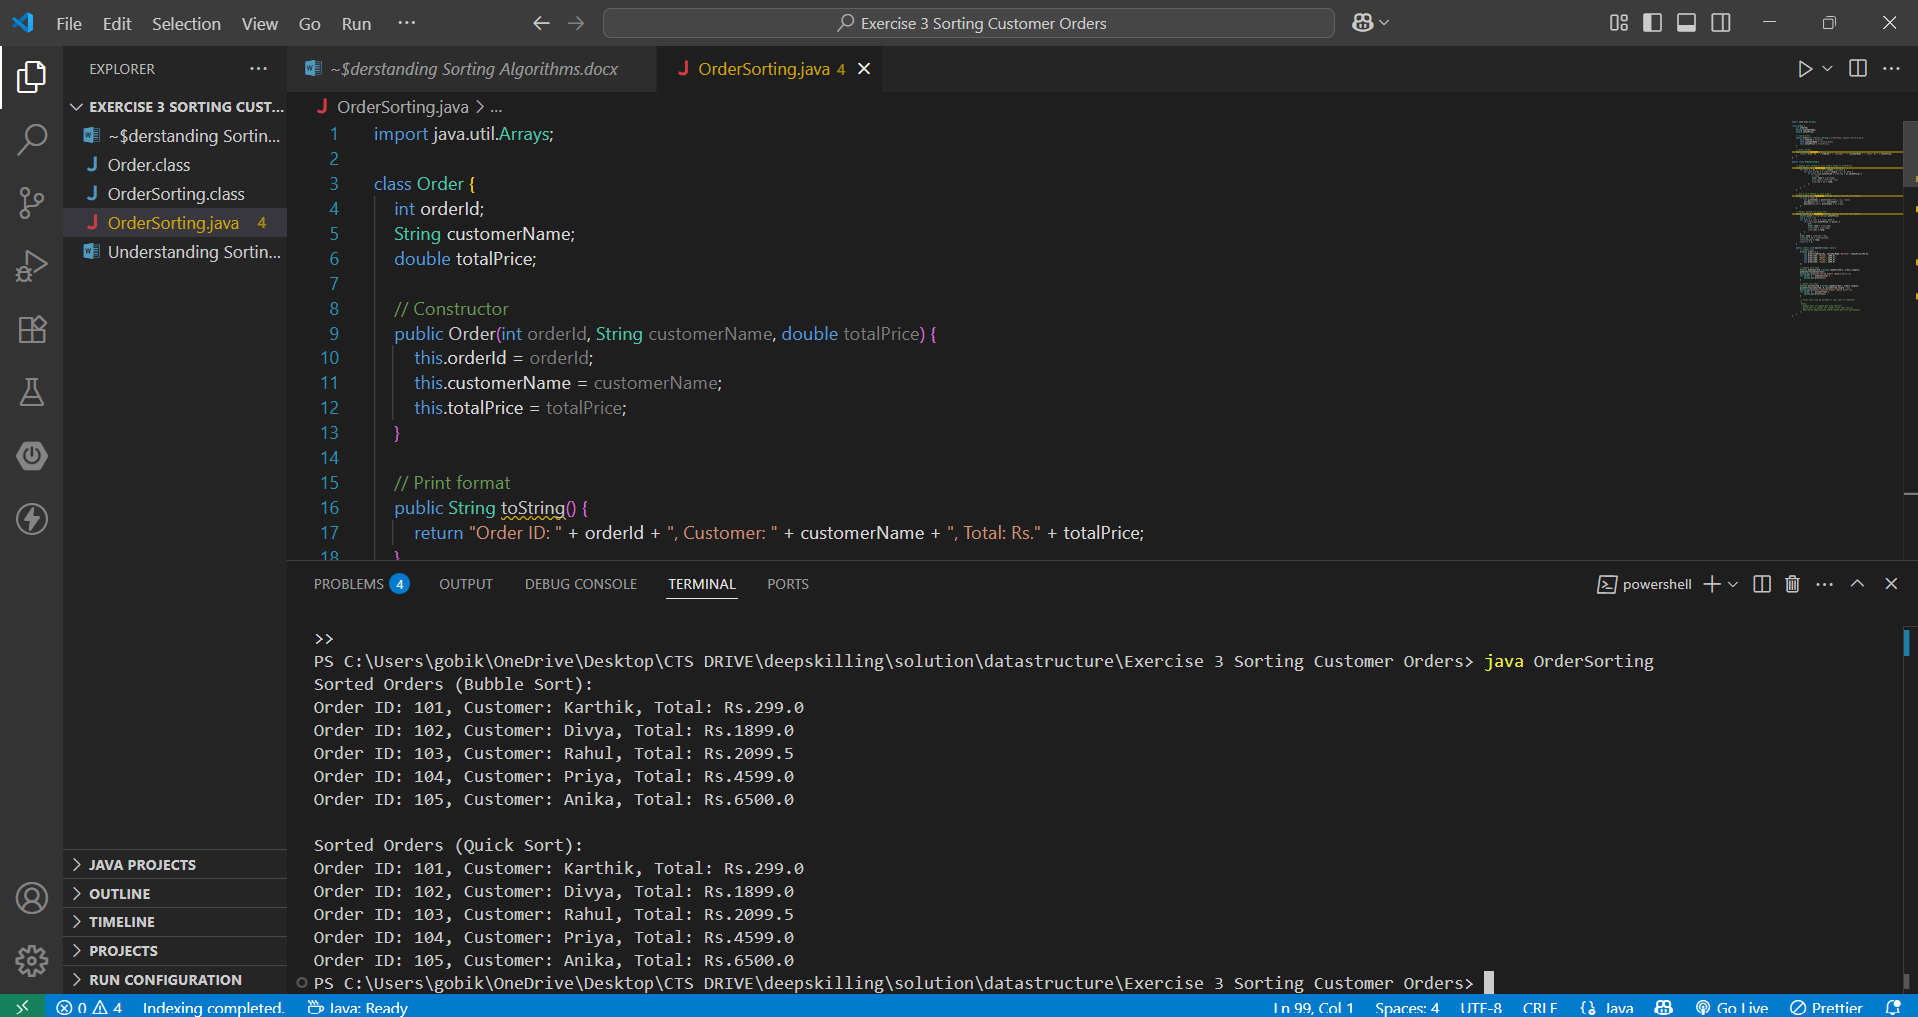 File Edit Selection View Go Run ···
Exercise 3 Sorting Customer Orders
EXPLORER
EXERCISE 3 SORTING CUST...
~$derstanding Sortin...
Order.class
OrderSorting.class
OrderSorting.java 4
Understanding Sortin...
JAVA PROJECTS
OUTLINE
TIMELINE
PROJECTS
RUN CONFIGURATION
~$derstanding Sorting Algorithms.docx
OrderSorting.java 4
OrderSorting.java > ...
1 import java.util.Arrays;
2
3 class Order {
4 int orderId;
5 String customerName;
6 double totalPrice;
7
8 // Constructor
9 public Order(int orderId, String customerName, double totalPrice) {
10 this.orderId = orderId;
11 this.customerName = customerName;
12 this.totalPrice = totalPrice;
13 }
14
15 // Print format
16 public String toString() {
17 return "Order ID: " + orderId + ", Customer: " + customerName + ", Total: Rs." + totalPrice;
18 }
PROBLEMS 4 OUTPUT DEBUG CONSOLE TERMINAL PORTS
powershell
>>
PS C:\Users\gobik\OneDrive\Desktop\CTS DRIVE\deepskilling\solution\datastructure\Exercise 3 Sorting Customer Orders> java OrderSorting
Sorted Orders (Bubble Sort):
Order ID: 101, Customer: Karthik, Total: Rs.299.0
Order ID: 102, Customer: Divya, Total: Rs.1899.0
Order ID: 103, Customer: Rahul, Total: Rs.2099.5
Order ID: 104, Customer: Priya, Total: Rs.4599.0
Order ID: 105, Customer: Anika, Total: Rs.6500.0
Sorted Orders (Quick Sort):
Order ID: 101, Customer: Karthik, Total: Rs.299.0
Order ID: 102, Customer: Divya, Total: Rs.1899.0
Order ID: 103, Customer: Rahul, Total: Rs.2099.5
Order ID: 104, Customer: Priya, Total: Rs.4599.0
Order ID: 105, Customer: Anika, Total: Rs.6500.0
PS C:\Users\gobik\OneDrive\Desktop\CTS DRIVE\deepskilling\solution\datastructure\Exercise 3 Sorting Customer Orders>
0 4 Indexing completed. Java: Ready Ln 99, Col 1 Spaces: 4 UTF-8 CRLF {} Java Go Live Prettier